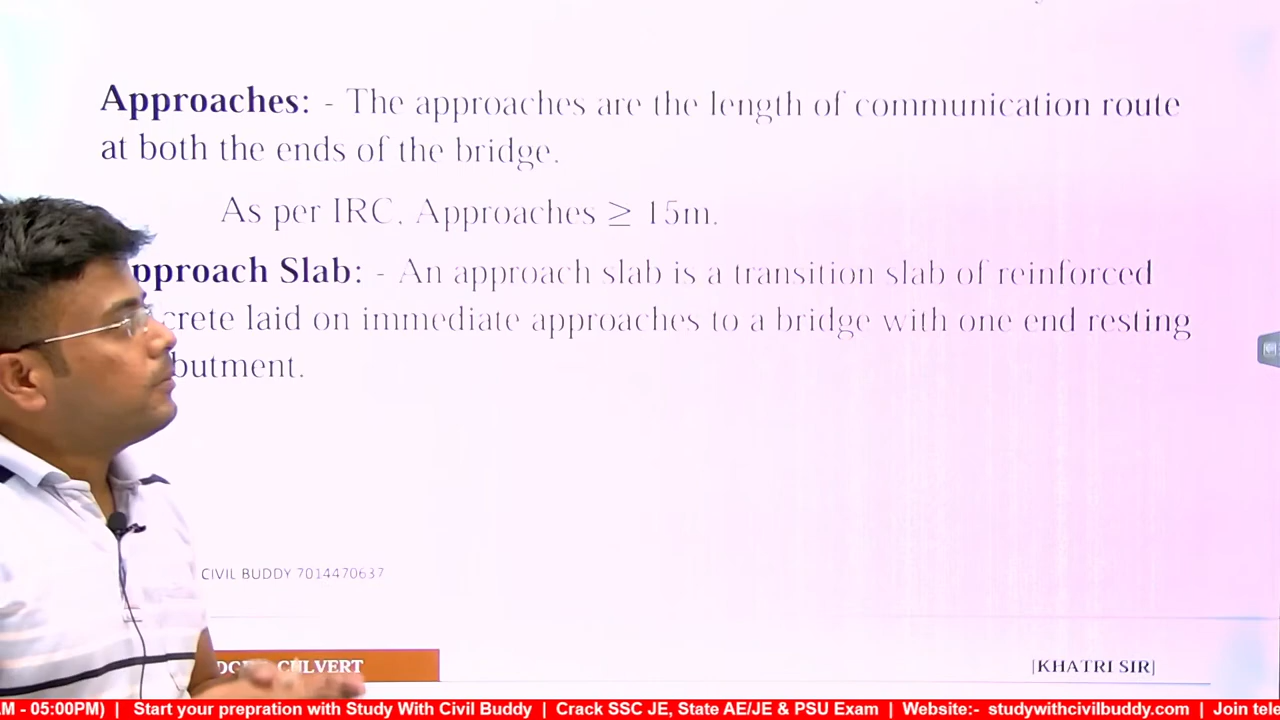 Approaches: - The approaches are the length of communication route
at both the ends of the bridge.
As per IRC, Approaches ≥ 15m.
pproach Slab: - An approach slab is a transition slab of reinforced
crete laid on immediate approaches to a bridge with one end resting
butment.
CIVIL BUDDY 7014470637
CULVERT
|KHATRI SIR|
AM - 05:00PM) | Start your prepration with Study With Civil Buddy | Crack SSC JE, State AE/JE & PSU Exam | Website:- studywithcivilbuddy.com | Join tele